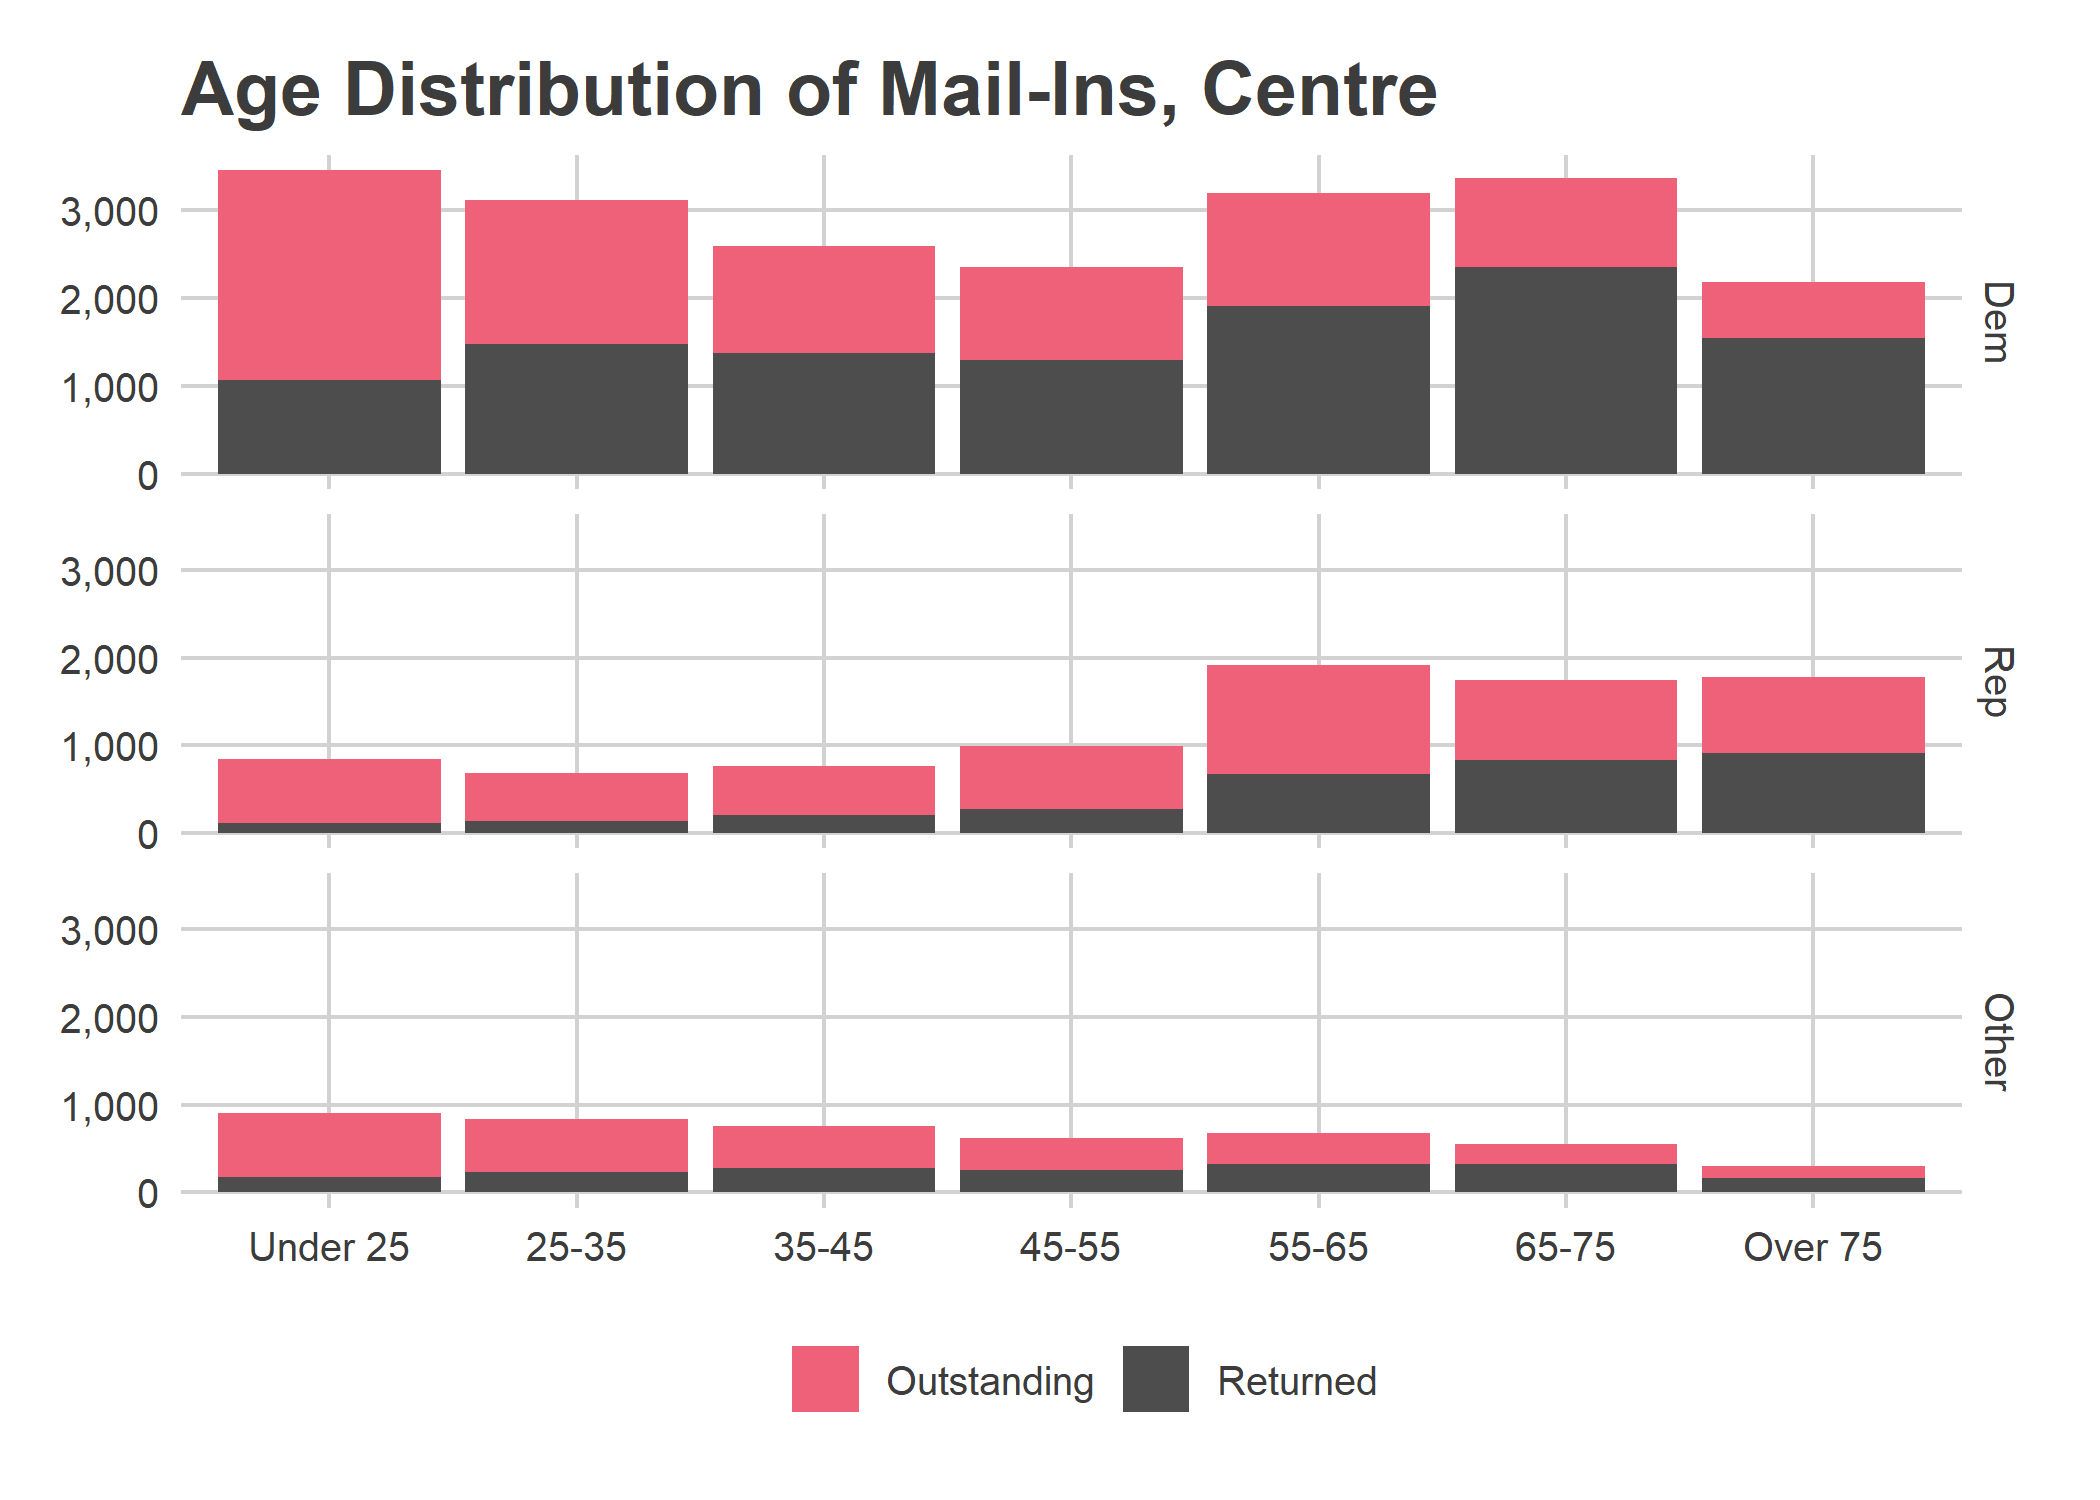 Age Distribution of Mail-Ins, Centre
3,000
2,000
1,000
0
Dem
3,000
2,000
1,000
0
Rep
3,000
2,000
1,000
0
Other
Under 25 25-35 35-45 45-55 55-65 65-75 Over 75
Outstanding Returned